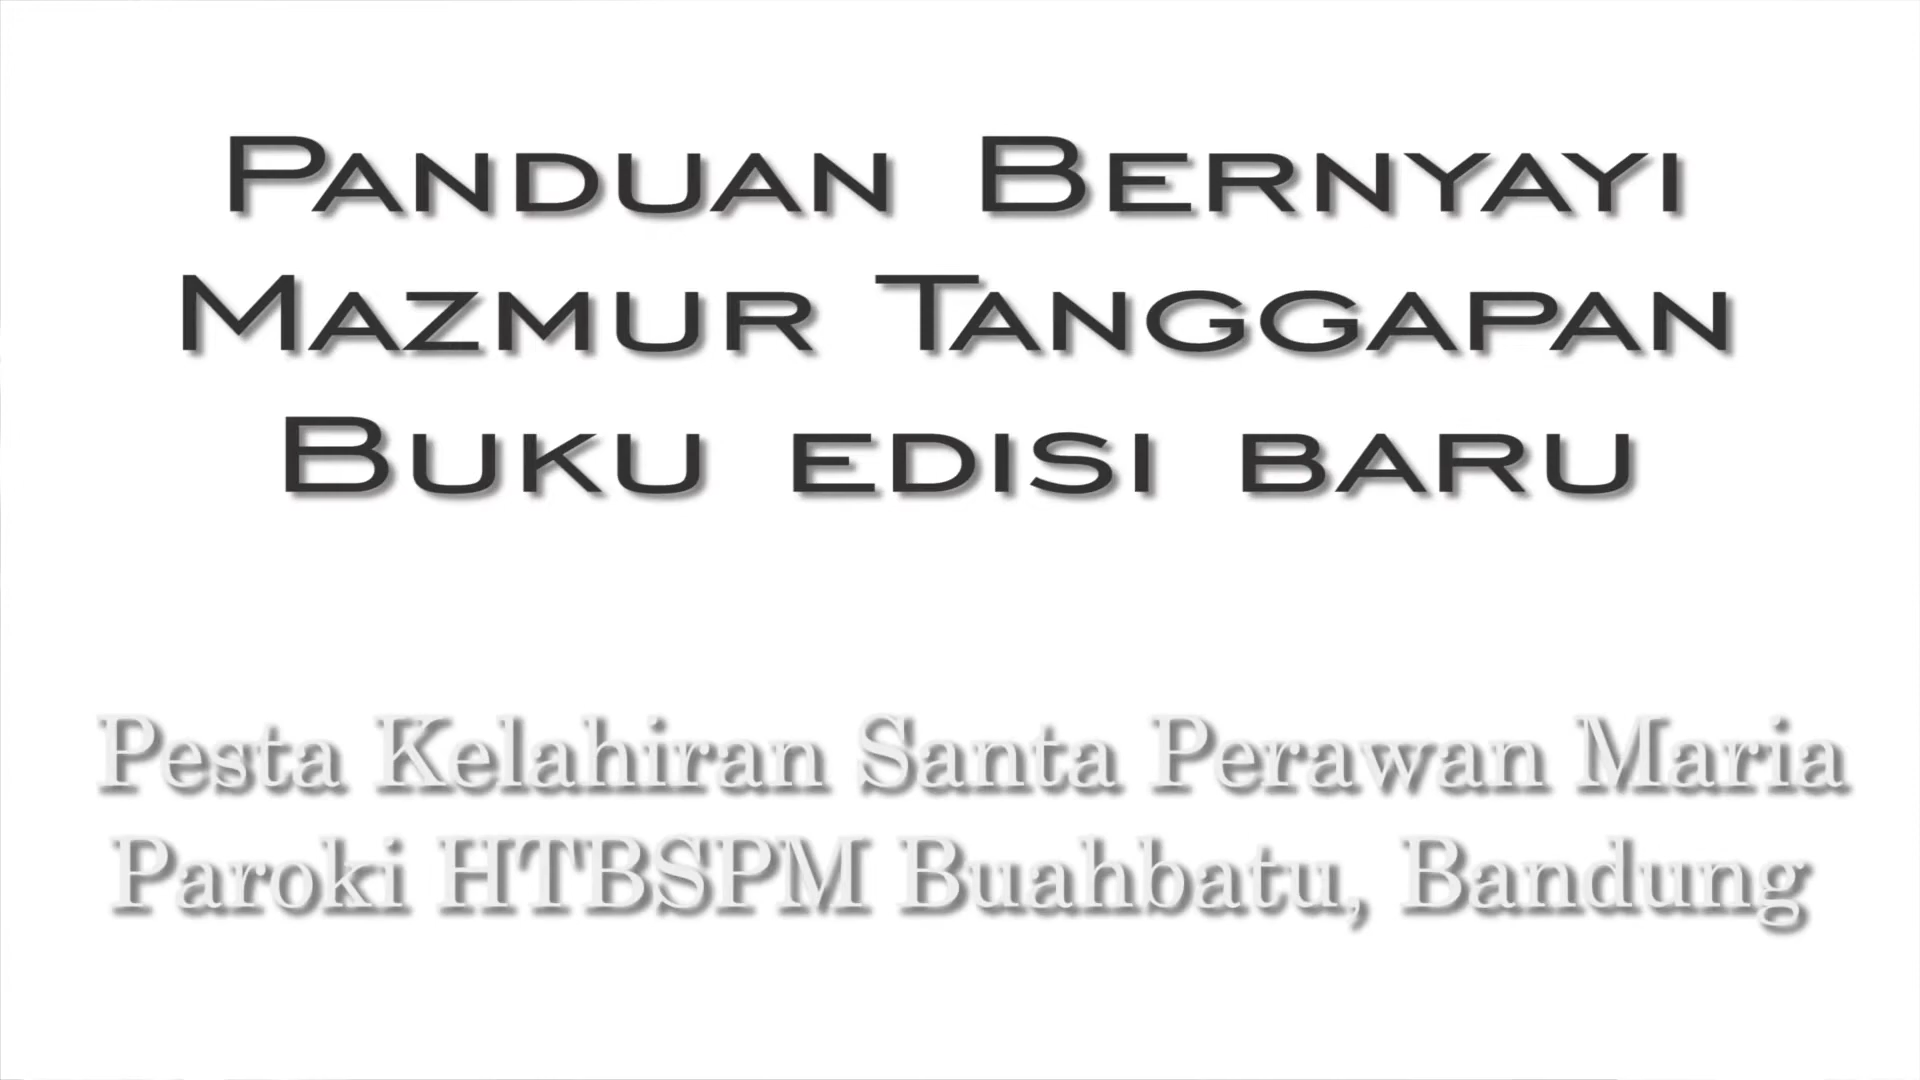 Panduan Bernyayi
Mazmur Tanggapan
Buku edisi baru
Pesta Kelahiran Santa Perawan Maria
Paroki HTBSPM Buahbatu, Bandung